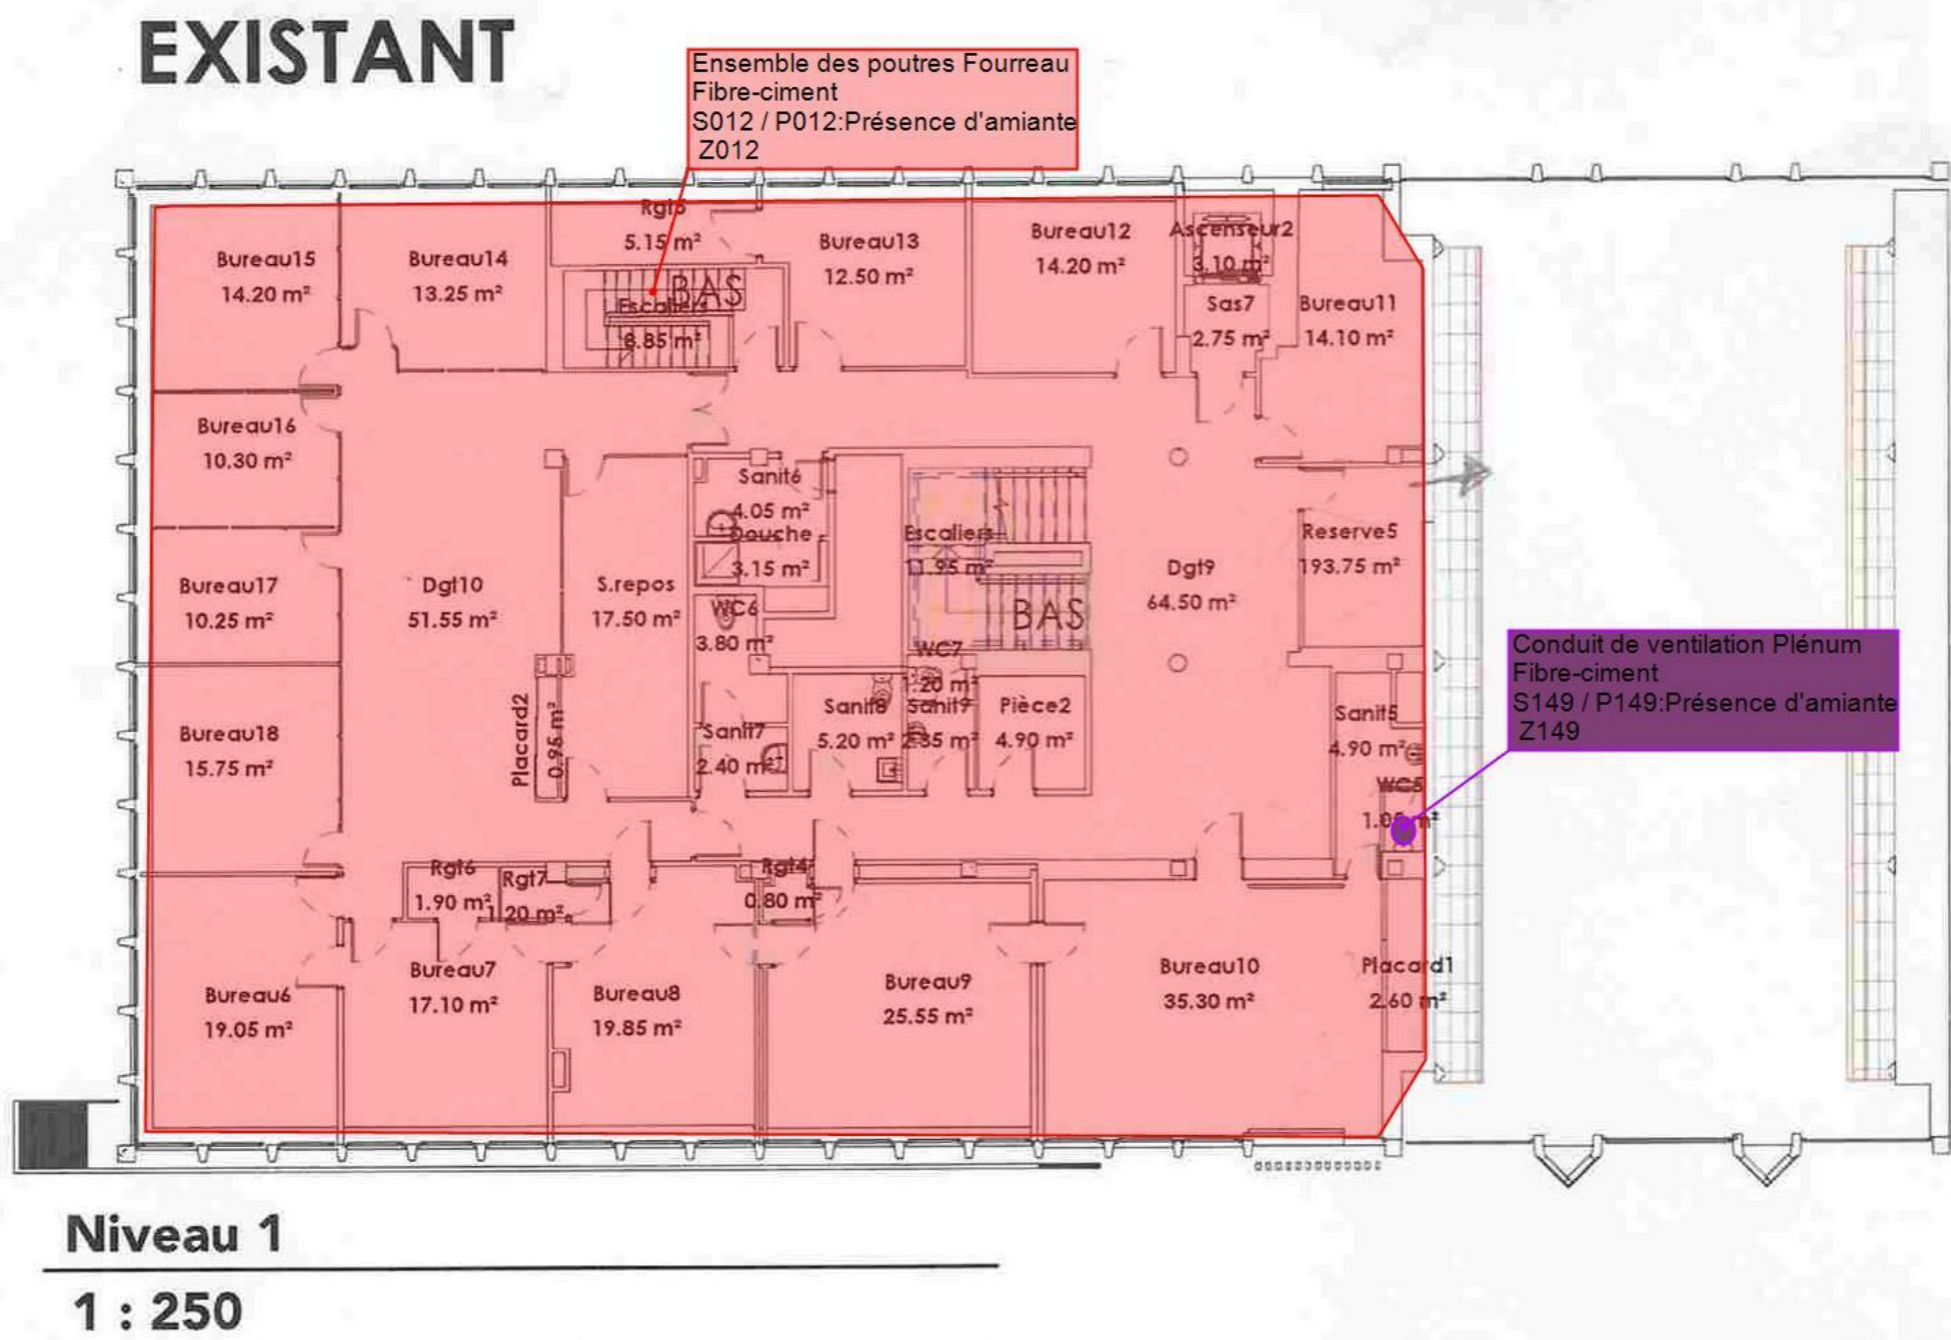 EXISTANT
Ensemble des poutres Fourreau
Fibre-ciment
S012 / P012:Présence d'amiante
Z012
Rgt5
5.15 m²
Bureau15
14.20 m²
Bureau14
13.25 m²
BAS
Escaliers
8.85 m²
Bureau13
12.50 m²
Bureau12
14.20 m²
Ascenseur2
3.10 m²
Sas7
2.75 m²
Bureau11
14.10 m²
Bureau16
10.30 m²
Bureau17
10.25 m²
Dgt10
51.55 m²
S.repos
17.50 m²
Sanit6
4.05 m²
Douche
3.15 m²
WC6
3.80 m²
Escaliers
11.95 m²
BAS
Dgt9
64.50 m²
Reserve5
193.75 m²
Conduit de ventilation Plénum
Fibre-ciment
S149 / P149:Présence d'amiante
Z149
Bureau18
15.75 m²
Placard2
0.95 m²
Sanit7
2.40 m²
Sanit8
5.20 m²
WC7
1.20 m²
Sanit9
2.35 m²
Pièce2
4.90 m²
Sanit5
4.90 m²
WC5
1.05 m²
Rgt6
1.90 m²
Rgt7
1.20 m²
Rgt4
0.80 m²
Bureau6
19.05 m²
Bureau7
17.10 m²
Bureau8
19.85 m²
Bureau9
25.55 m²
Bureau10
35.30 m²
Placard1
2.60 m²
Niveau 1
1 : 250